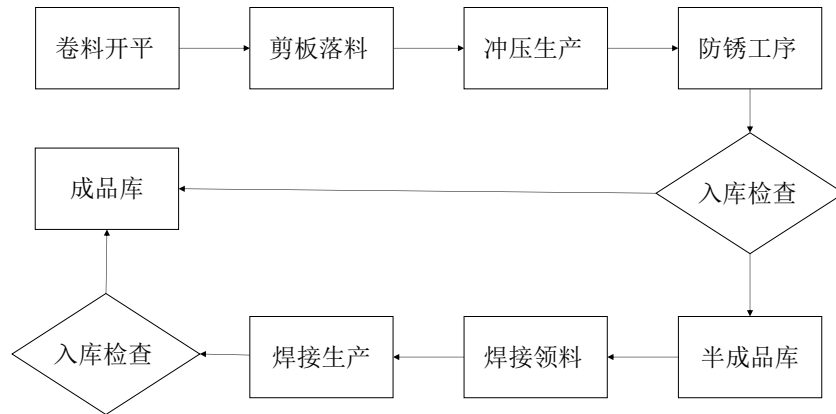 卷料开平
剪板落料
冲压生产
防锈工序
成品库
入库检查
入库检查
焊接生产
焊接领料
半成品库